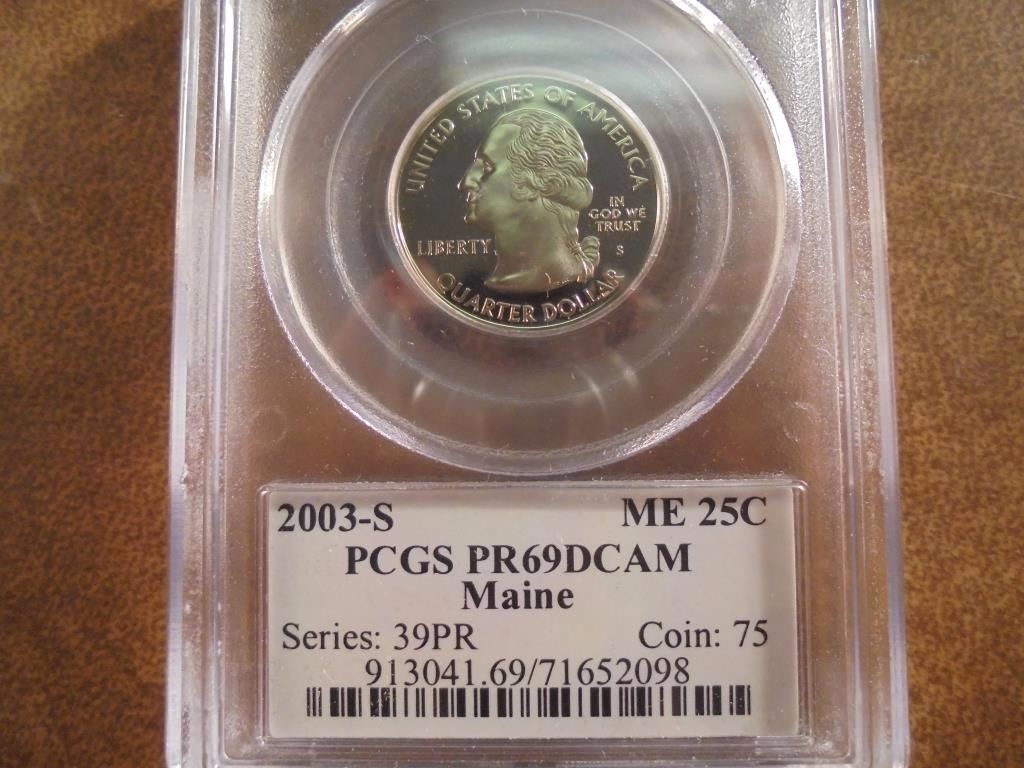 UNITED STATES OF AMERICA
IN
GOD WE
TRUST
LIBERTY
S
QUARTER DOLLAR
2003-S ME 25C
PCGS PR69DCAM
Maine
Series: 39PR Coin: 75
913041.69/71652098